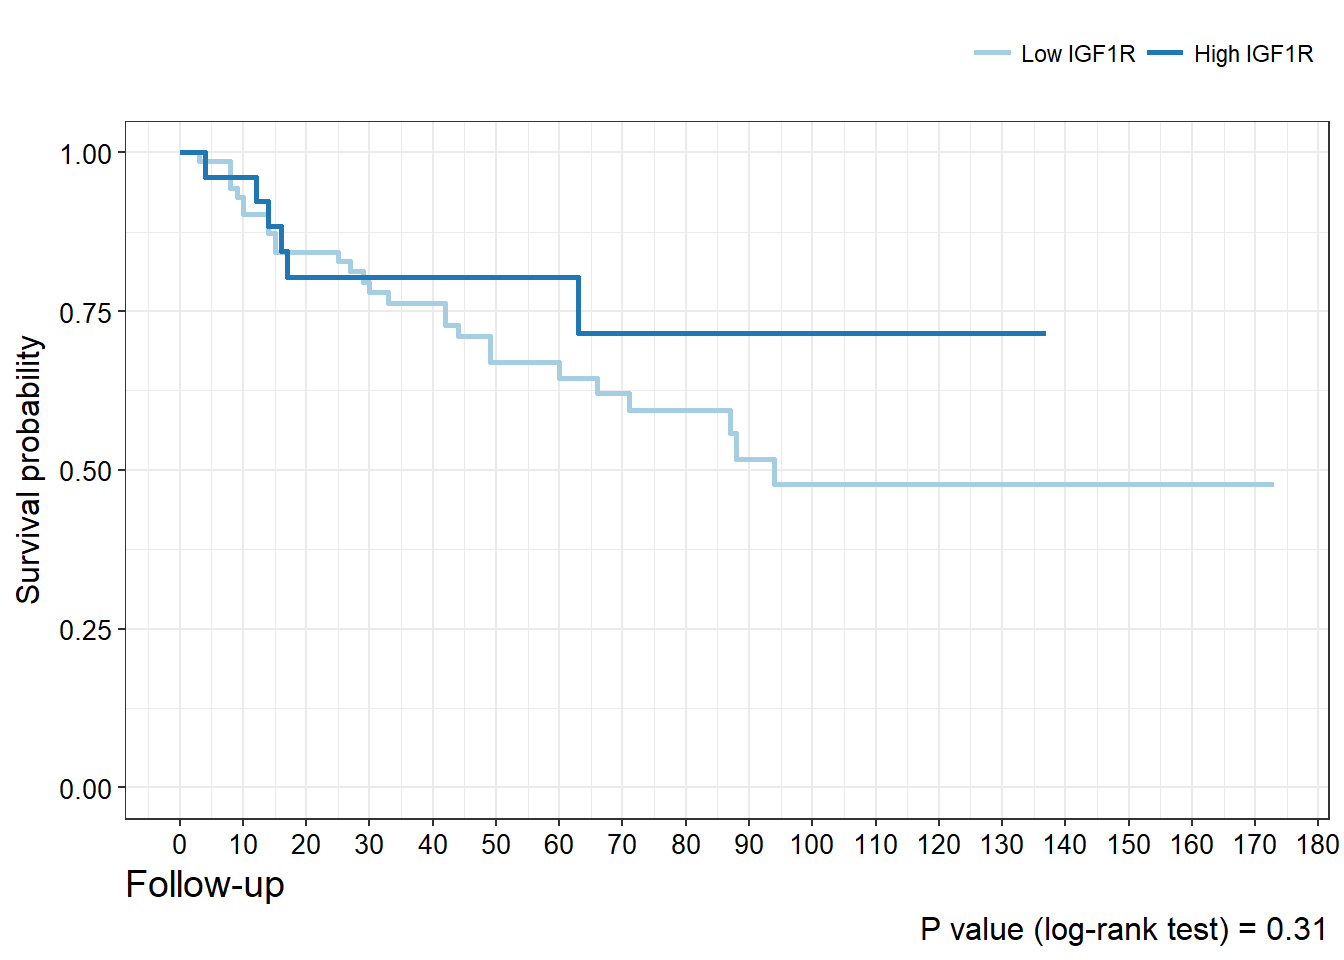 Low IGF1R High IGF1R
1.00
0.75
0.50
0.25
0.00
Survival probability
0 10 20 30 40 50 60 70 80 90 100 110 120 130 140 150 160 170 180
Follow-up
P value (log-rank test) = 0.31